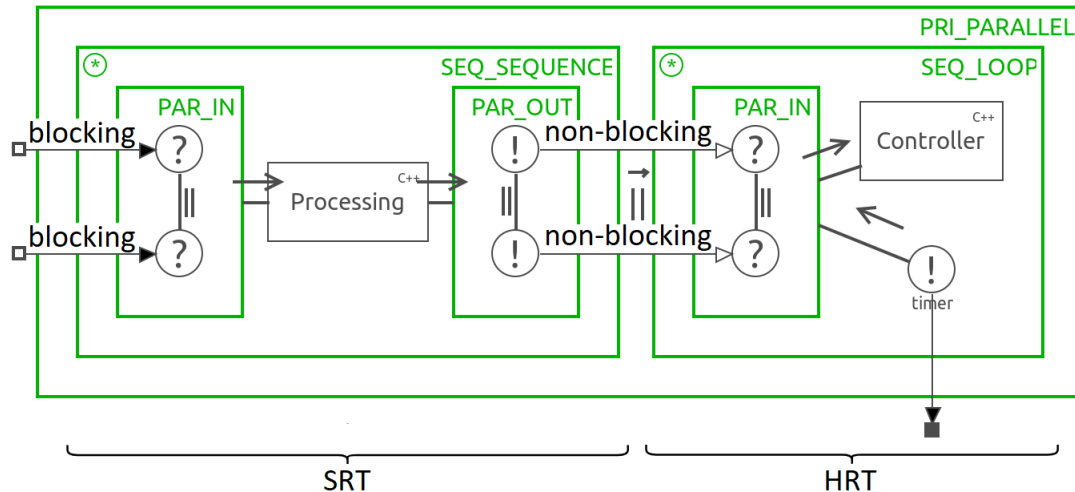 PRI_PARALLEL
* SEQ_SEQUENCE
* SEQ_LOOP
PAR_IN
PAR_OUT
PAR_IN
blocking
?
!
non-blocking
?
C++
Controller
C++
Processing
blocking
?
!
non-blocking
?
!
timer
SRT
HRT